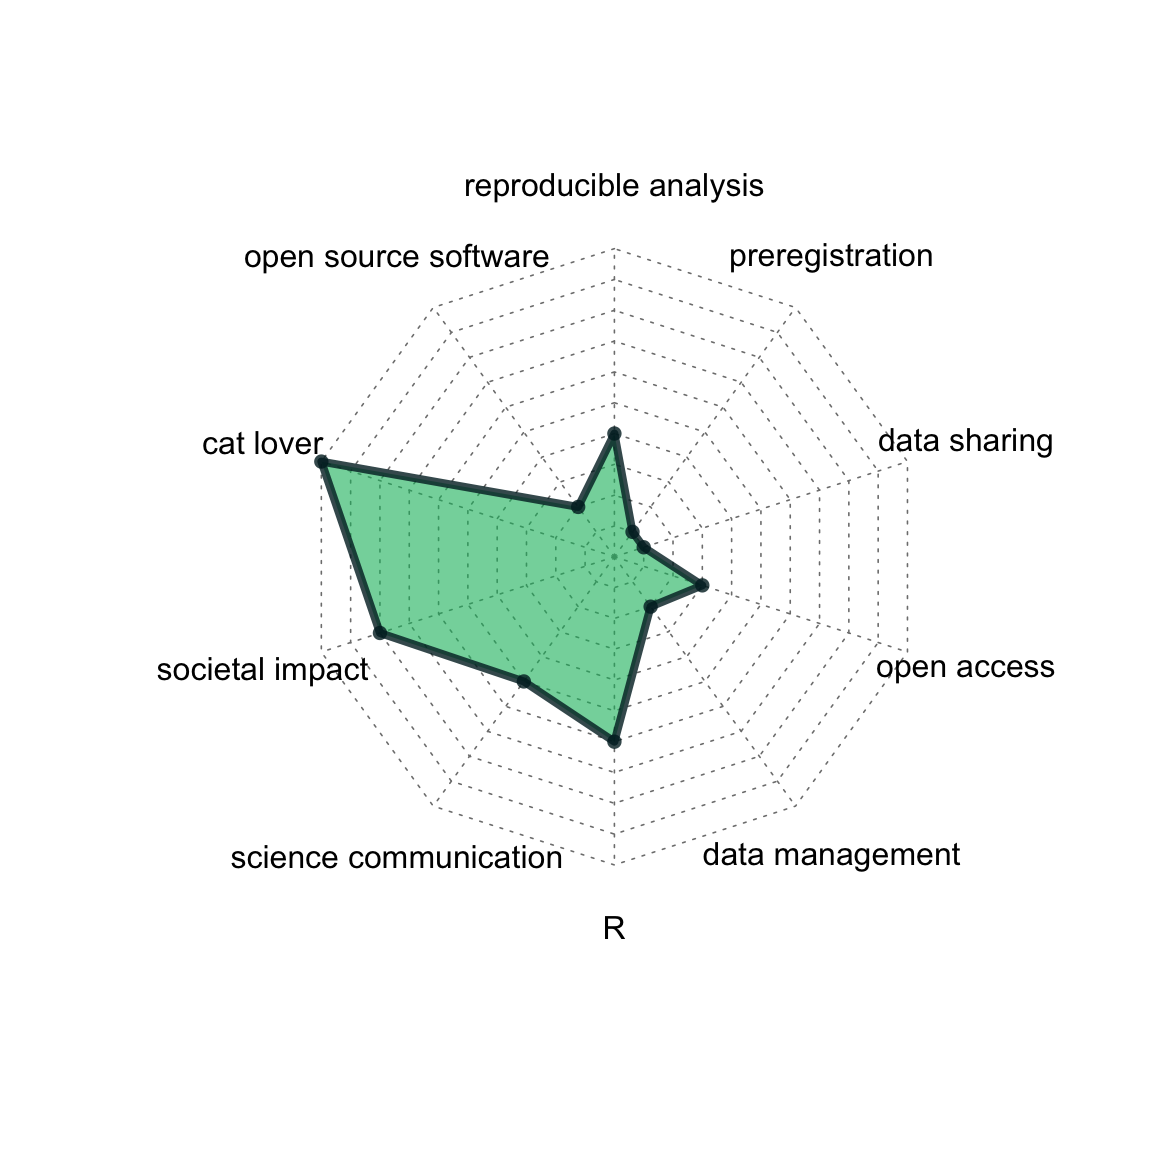 reproducible analysis
open source software
preregistration
cat lover
data sharing
societal impact
open access
science communication
data management
R